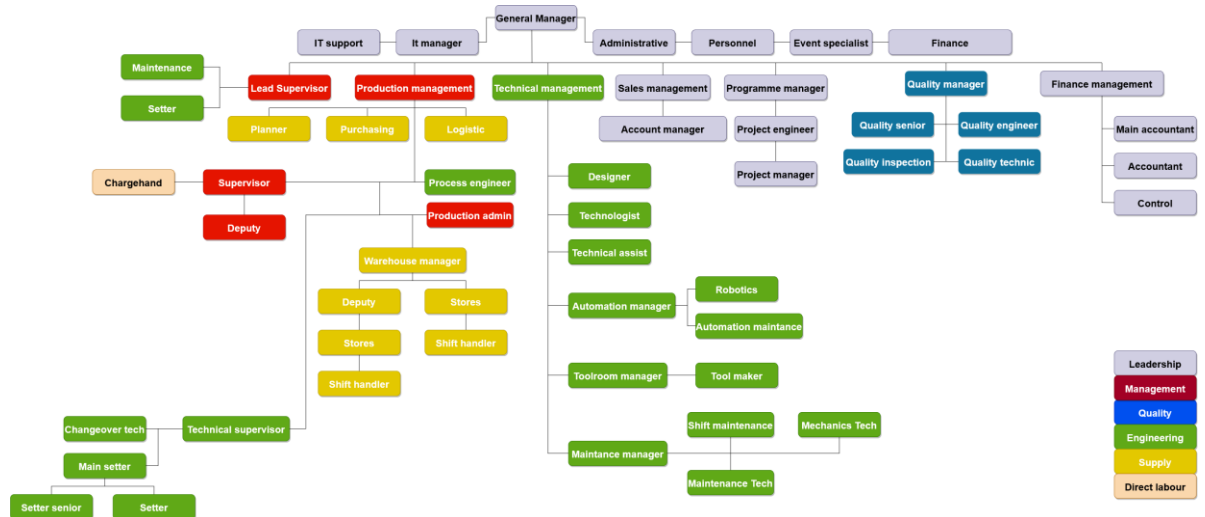 General Manager
IT support
It manager
Administrative
Personnel
Event specialist
Finance
Maintenance
Setter
Lead Supervisor
Production management
Technical management
Sales management
Programme manager
Quality manager
Finance management
Planner
Purchasing
Logistic
Account manager
Project engineer
Project manager
Quality senior
Quality engineer
Quality inspection
Quality technic
Main accountant
Accountant
Control
Chargehand
Supervisor
Deputy
Process engineer
Production admin
Warehouse manager
Deputy
Stores
Stores
Shift handler
Shift handler
Designer
Technologist
Technical assist
Automation manager
Robotics
Automation maintance
Toolroom manager
Tool maker
Maintance manager
Shift maintenance
Mechanics Tech
Maintenance Tech
Changeover tech
Technical supervisor
Main setter
Setter senior
Setter
Leadership
Management
Quality
Engineering
Supply
Direct labour